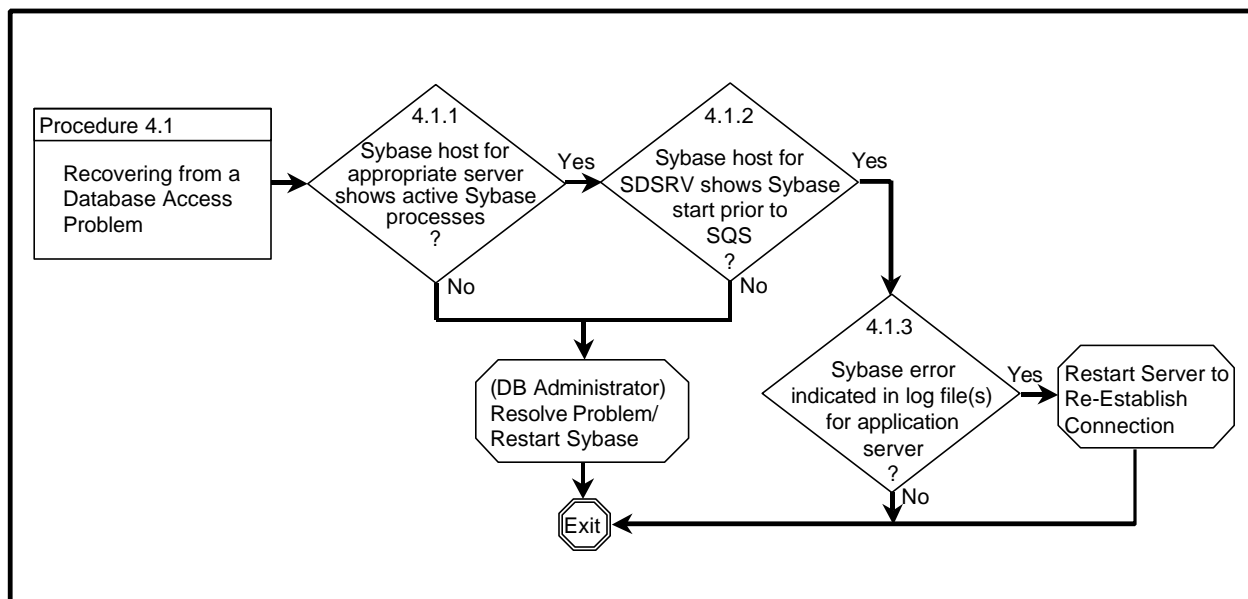 Procedure 4.1
Recovering from a
Database Access
Problem
4.1.1
Sybase host for
appropriate server
shows active Sybase
processes
?
Yes
No
4.1.2
Sybase host for
SDSRV shows Sybase
start prior to
SQS
?
Yes
No
(DB Administrator)
Resolve Problem/
Restart Sybase
4.1.3
Sybase error
indicated in log file(s)
for application
server
?
Yes
No
Restart Server to
Re-Establish
Connection
Exit